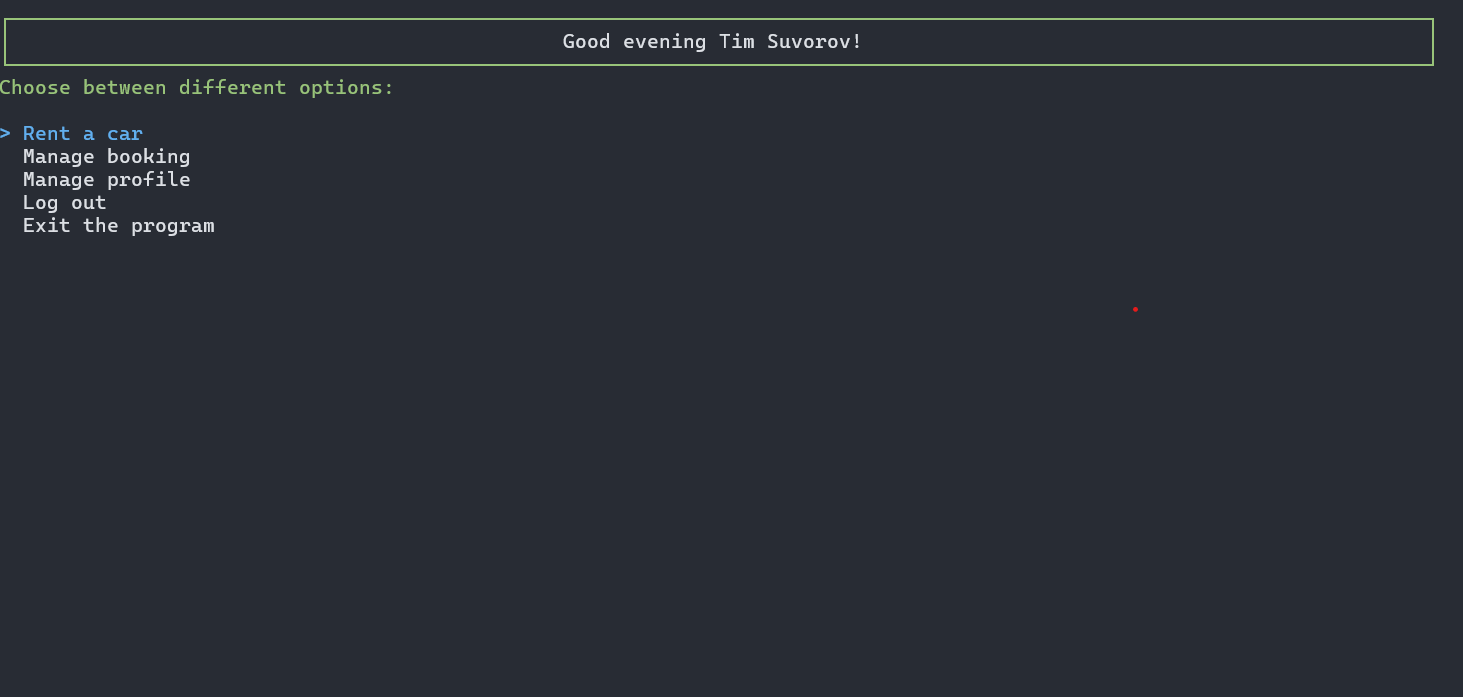 Good evening Tim Suvorov!
Choose between different options:
> Rent a car
Manage booking
Manage profile
Log out
Exit the program